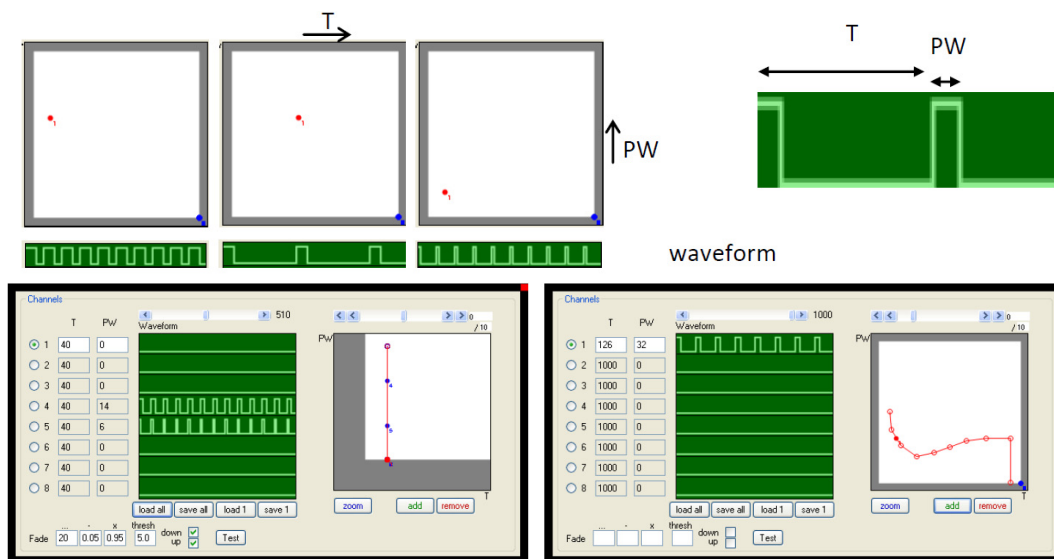 T
T
PW
1
1
PW
1
waveform
Channels
T PW
510
Waveform
0
/ 10
PW
1 40 0
2 40 0
3 40 0
4 40 14
5 40 6
6 40 0
7 40 0
8 40 0
4
5
T
load all save all load 1 save 1
zoom add remove
... - x thresh
Fade 20 0.05 0.95 5.0 down
up
Test
Channels
T PW
1000
Waveform
0
/ 10
PW
1 126 32
2 1000 0
3 1000 0
4 1000 0
5 1000 0
6 1000 0
7 1000 0
8 1000 0
T
load all save all load 1 save 1
zoom add remove
... - x thresh
Fade down
up
Test